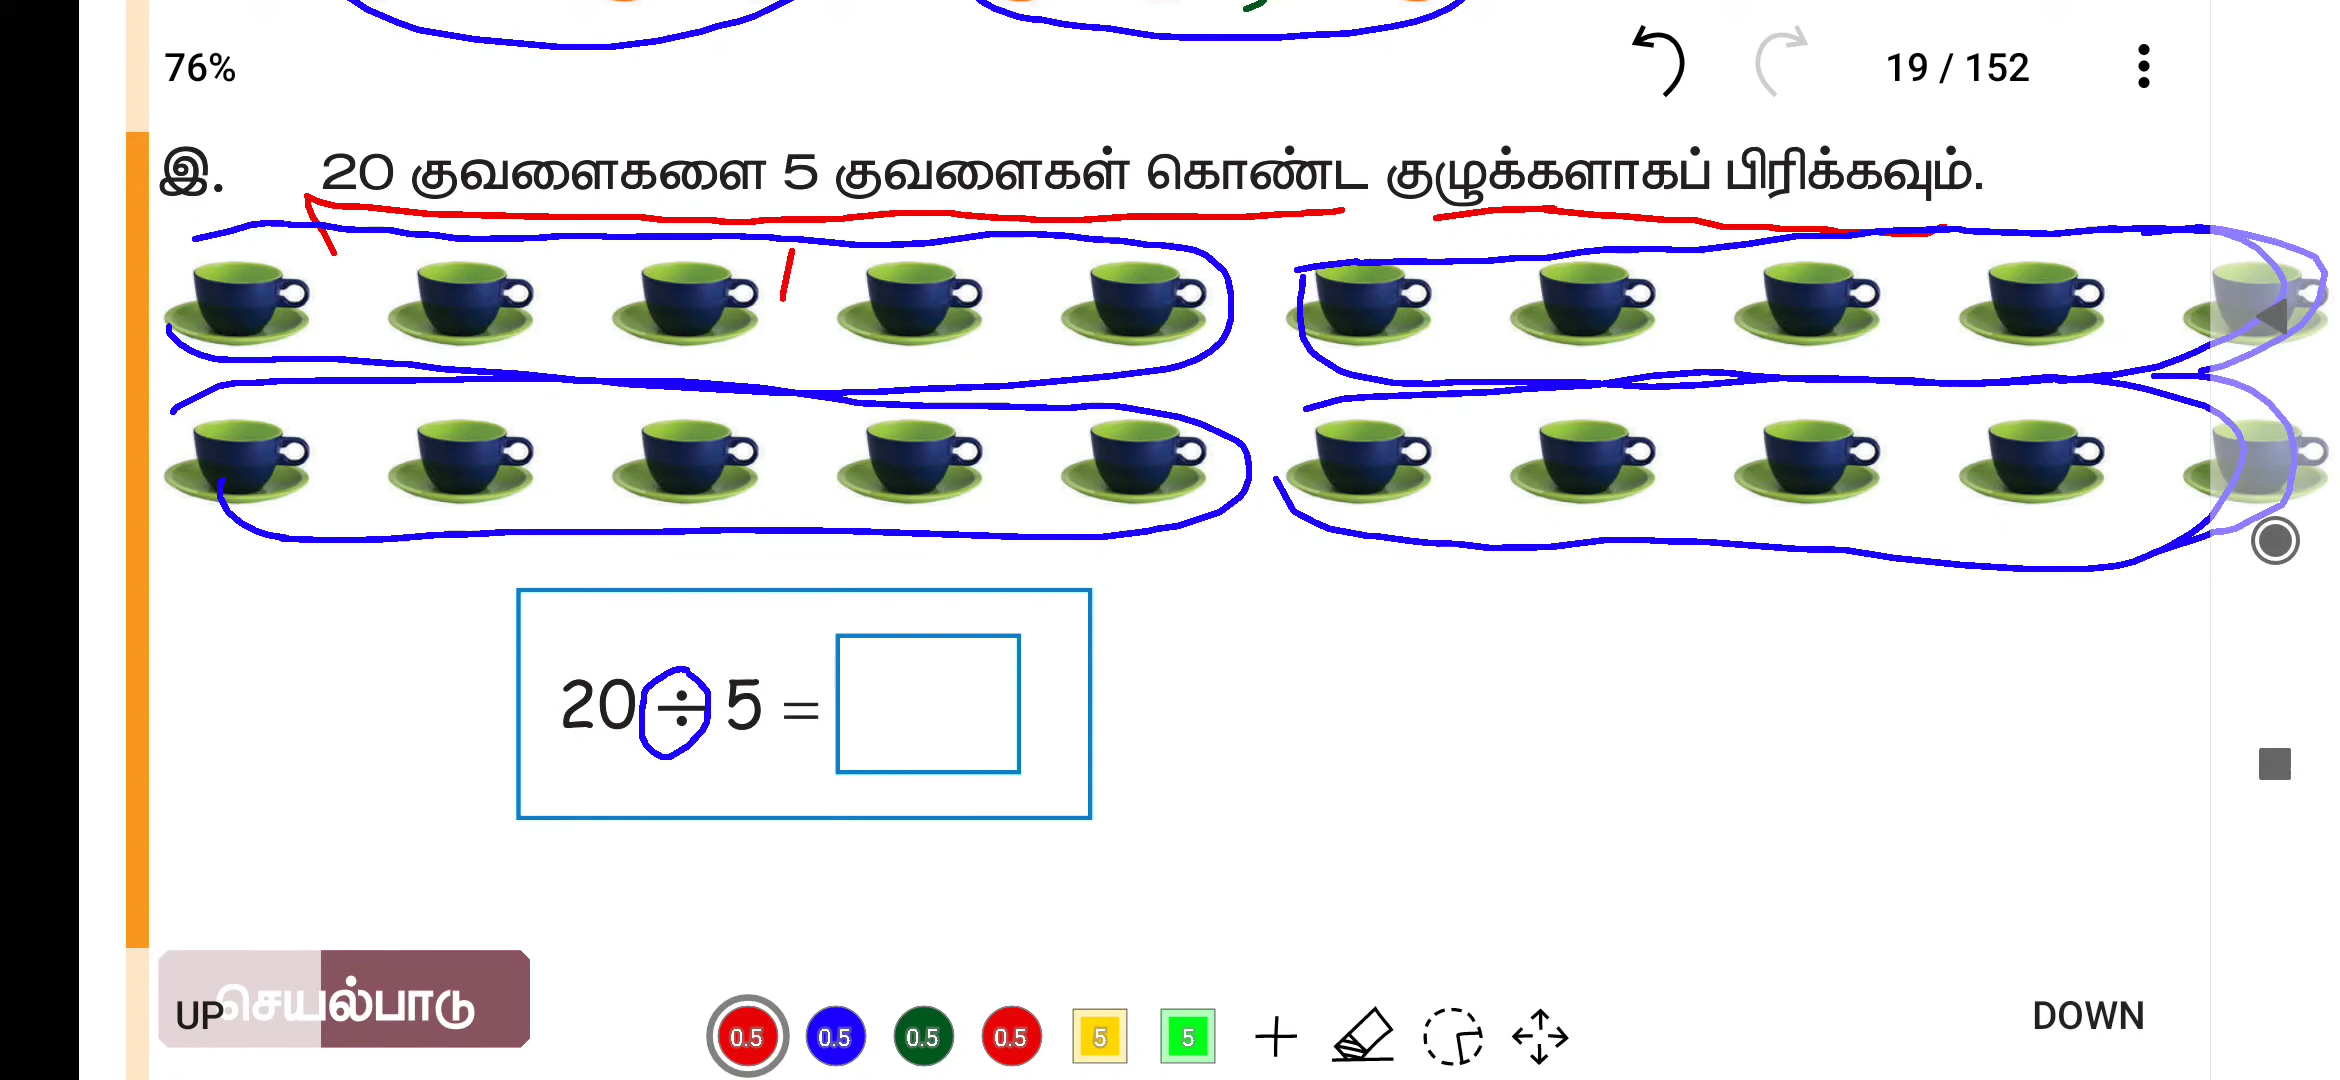 76%
19 / 152
இ. 20 குவளைகளை 5 குவளைகள் கொண்ட குழுக்களாகப் பிரிக்கவும்.
20 ÷ 5 =
செயல்பாடு
UP
0.5 0.5 0.5 0.5 5 5
DOWN